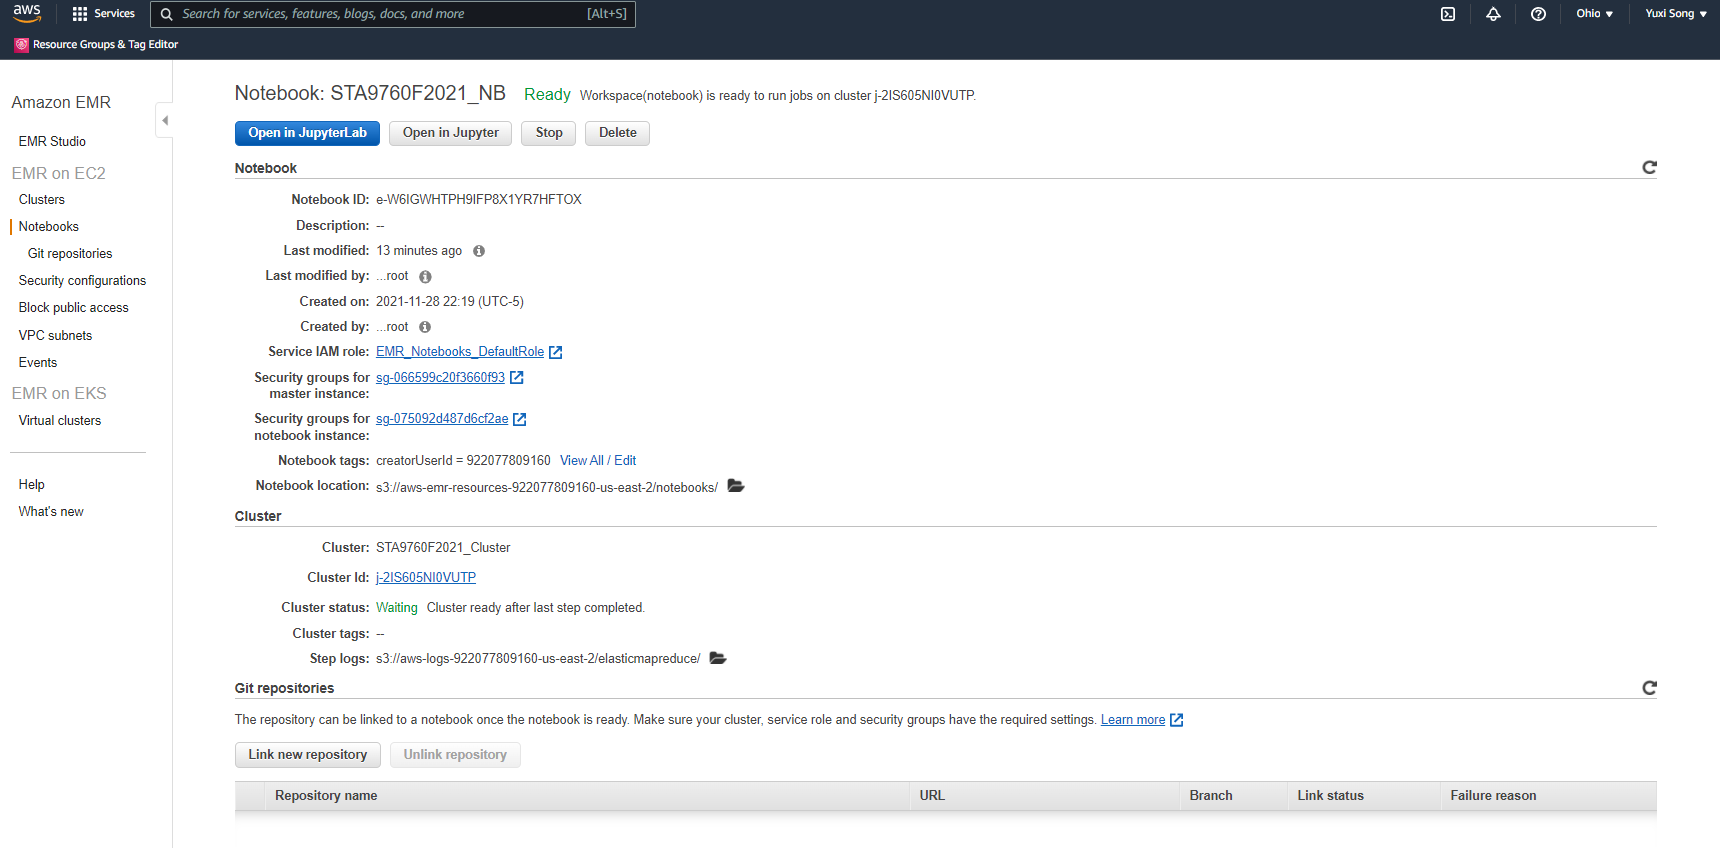 aws Services Search for services, features, blogs, docs, and more [Alt+S] Ohio ▼ Yuxi Song ▼
Resource Groups & Tag Editor
Amazon EMR
EMR Studio
EMR on EC2
Clusters
Notebooks
Git repositories
Security configurations
Block public access
VPC subnets
Events
EMR on EKS
Virtual clusters
Help
What's new
Notebook: STA9760F2021_NB Ready Workspace(notebook) is ready to run jobs on cluster j-2IS605NI0VUTP.
Open in JupyterLab Open in Jupyter Stop Delete
Notebook
Notebook ID: e-W6IGWHTPH9IFP8X1YR7HFTOX
Description: --
Last modified: 13 minutes ago
Last modified by: ...root
Created on: 2021-11-28 22:19 (UTC-5)
Created by: ...root
Service IAM role: EMR_Notebooks_DefaultRole
Security groups for sg-066599c20f3660f93
master instance:
Security groups for sg-075092d487d6cf2ae
notebook instance:
Notebook tags: creatorUserId = 922077809160 View All / Edit
Notebook location: s3://aws-emr-resources-922077809160-us-east-2/notebooks/
Cluster
Cluster: STA9760F2021_Cluster
Cluster Id: j-2IS605NI0VUTP
Cluster status: Waiting Cluster ready after last step completed.
Cluster tags: --
Step logs: s3://aws-logs-922077809160-us-east-2/elasticmapreduce/
Git repositories
The repository can be linked to a notebook once the notebook is ready. Make sure your cluster, service role and security groups have the required settings. Learn more
Link new repository Unlink repository
Repository name URL Branch Link status Failure reason